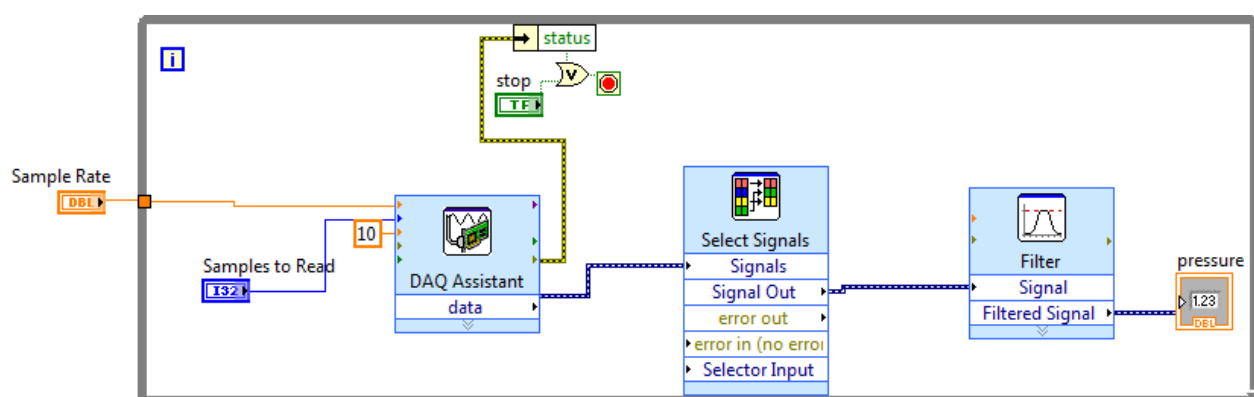 status
i
stop
V
TF
Sample Rate
DBL
10
DAQ Assistant
data
Samples to Read
I32
Select Signals
Signals
Signal Out
error out
error in (no erro
Selector Input
Filter
Signal
Filtered Signal
pressure
1.23
DBL